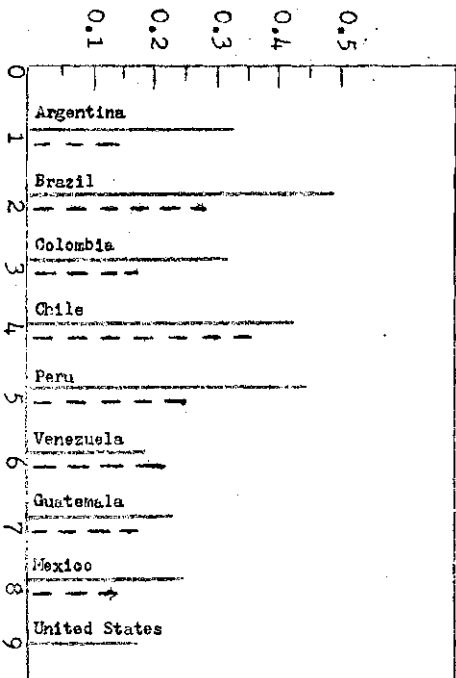 0.1 0.2 0.3 0.4 0.5
0
Argentina
1
Brazil
2
Colombia
3
Chile
4
Peru
5
Venezuela
6
Guatemala
7
Mexico
8
United States
9